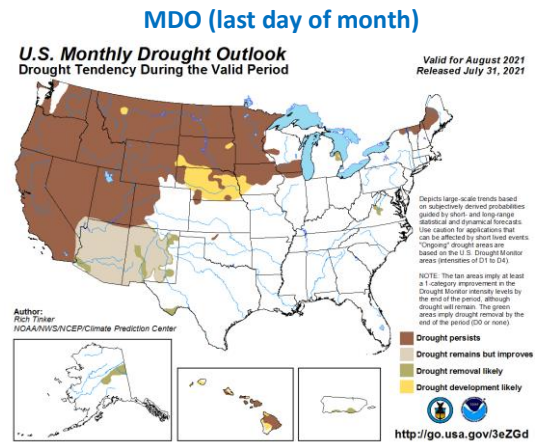 MDO (last day of month)
U.S. Monthly Drought Outlook
Drought Tendency During the Valid Period
Valid for August 2021
Released July 31, 2021
Depicts large-scale trends based
on subjectively derived probabilities
guided by short- and long-range
statistical and dynamical forecasts.
Use caution for applications that
can be affected by short lived events.
"Ongoing" drought areas are
based on the U.S. Drought Monitor
areas (intensities of D1 to D4).
NOTE: The tan areas imply at least
a 1-category improvement in the
Drought Monitor intensity levels by
the end of the period, although
drought will remain. The green
areas imply drought removal by the
end of the period (D0 or none).
Author:
Rich Tinker
NOAA/NWS/NCEP/Climate Prediction Center
Drought persists
Drought remains but improves
Drought removal likely
Drought development likely
http://go.usa.gov/3eZGd